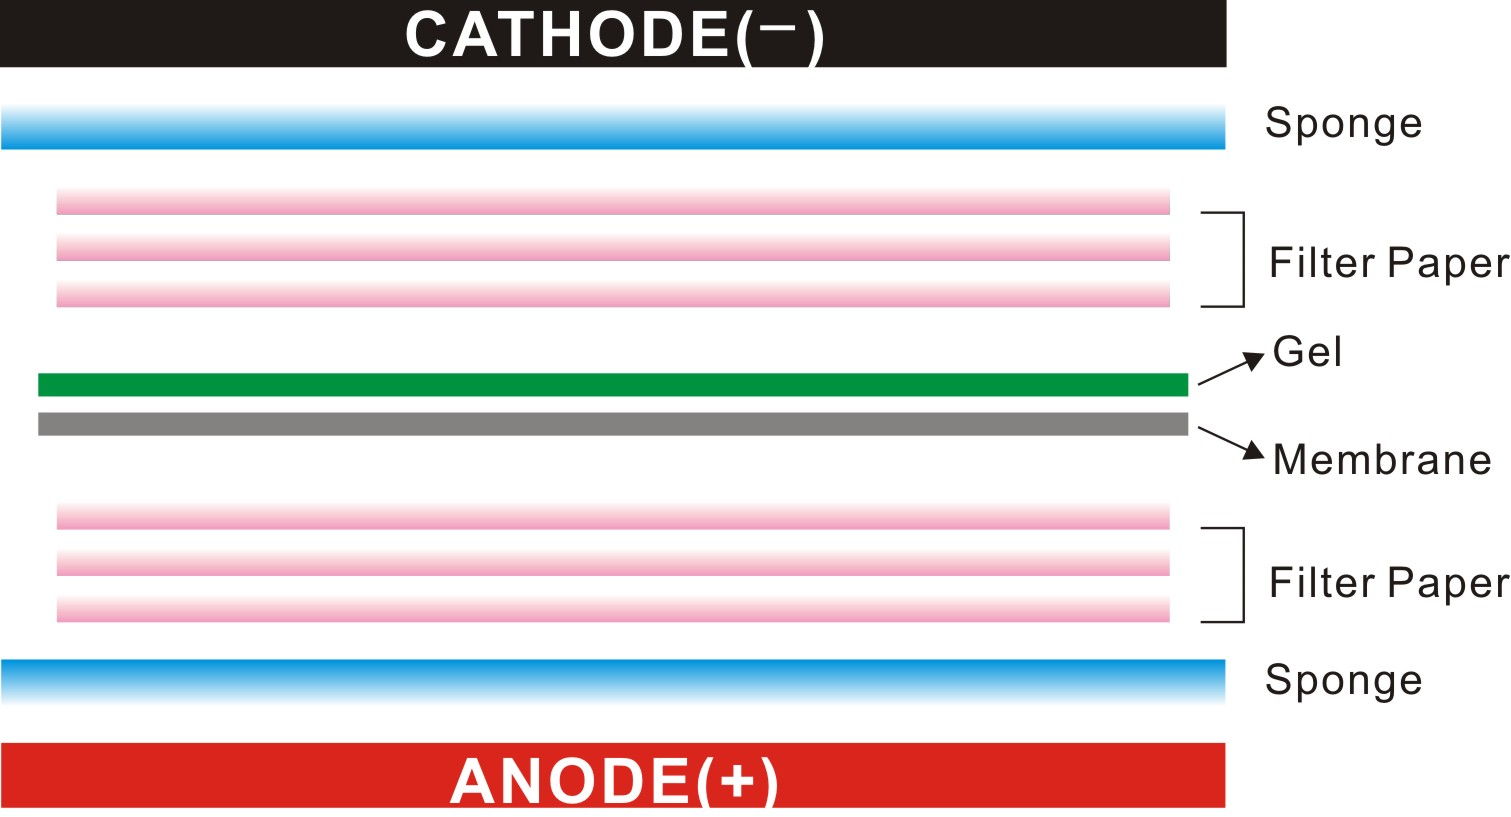 CATHODE(−)
Sponge
Filter Paper
Gel
Membrane
Filter Paper
Sponge
ANODE(+)